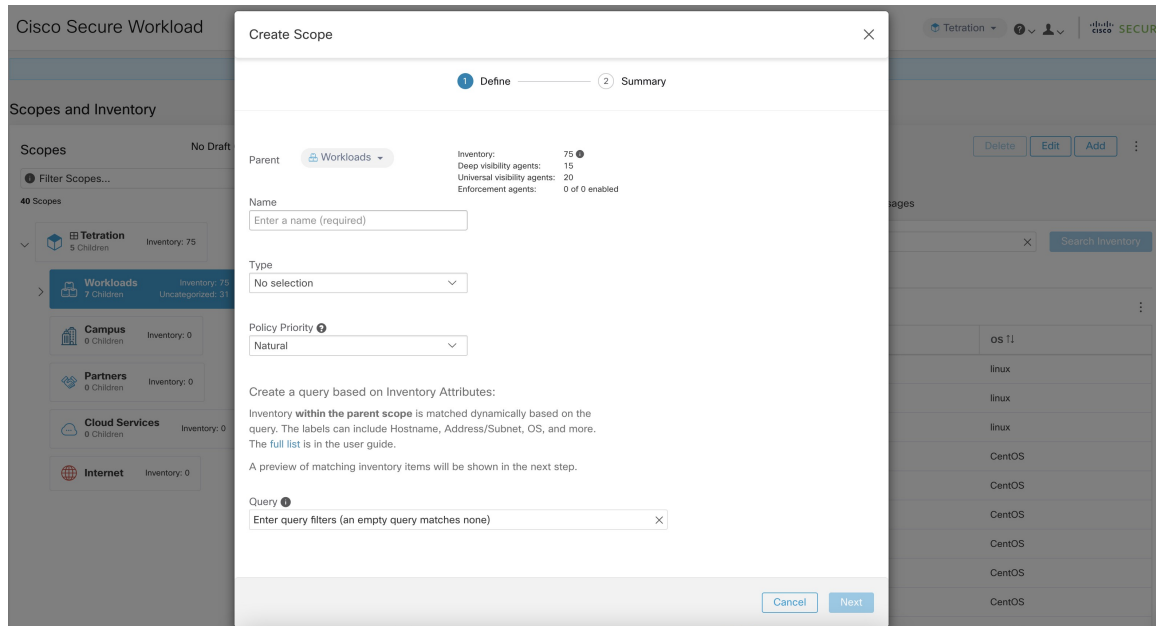 Cisco Secure Workload
Create Scope
Tetration
cisco SECUR
1 Define
2 Summary
Scopes and Inventory
Scopes
No Draft
Filter Scopes...
40 Scopes
Tetration
5 Children
Inventory: 75
Workloads
7 Children
Inventory: 75
Uncategorized: 31
Campus
0 Children
Inventory: 0
Partners
0 Children
Inventory: 0
Cloud Services
0 Children
Inventory: 0
Internet
Inventory: 0
Parent
Workloads
Inventory: 75
Deep visibility agents: 15
Universal visibility agents: 20
Enforcement agents: 0 of 0 enabled
Name
Enter a name (required)
Type
No selection
Policy Priority
Natural
Create a query based on Inventory Attributes:
Inventory within the parent scope is matched dynamically based on the
query. The labels can include Hostname, Address/Subnet, OS, and more.
The full list is in the user guide.
A preview of matching inventory items will be shown in the next step.
Query
Enter query filters (an empty query matches none)
Cancel
Next
Delete
Edit
Add
sages
Search Inventory
os
linux
linux
linux
CentOS
CentOS
CentOS
CentOS
CentOS
CentOS